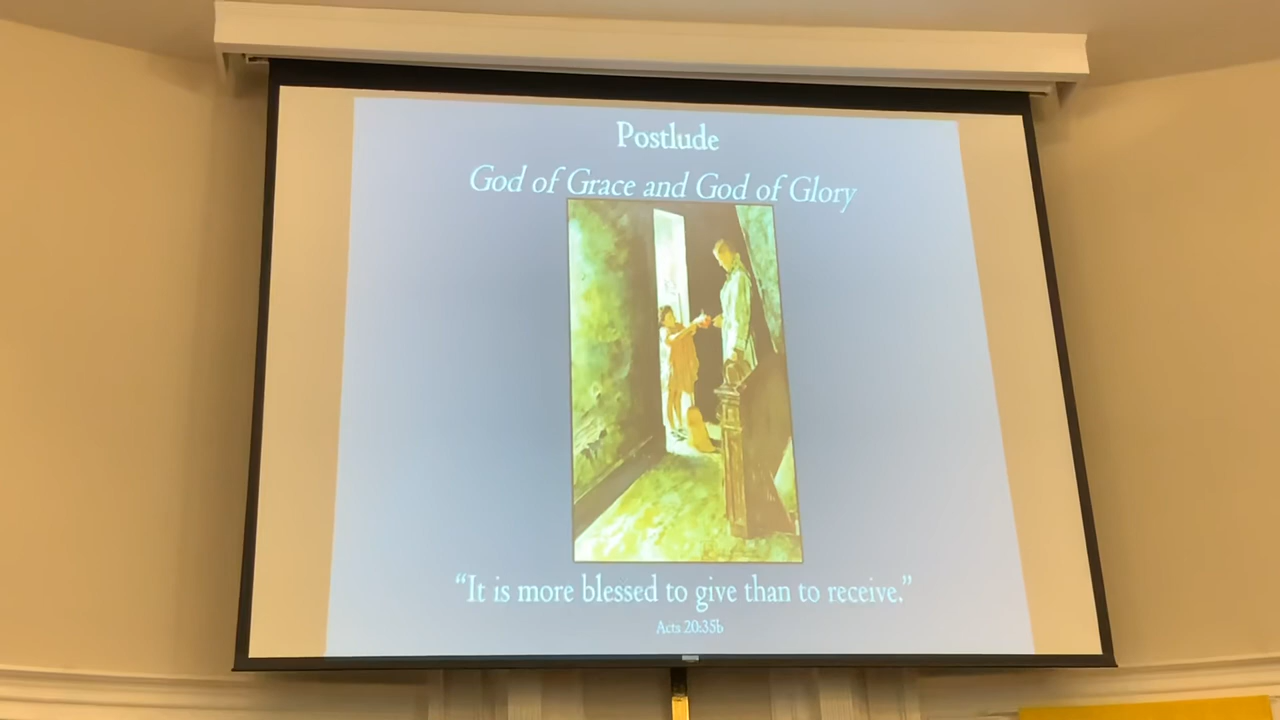 Postlude
God of Grace and God of Glory
“It is more blessed to give than to receive.”
Acts 20:35b